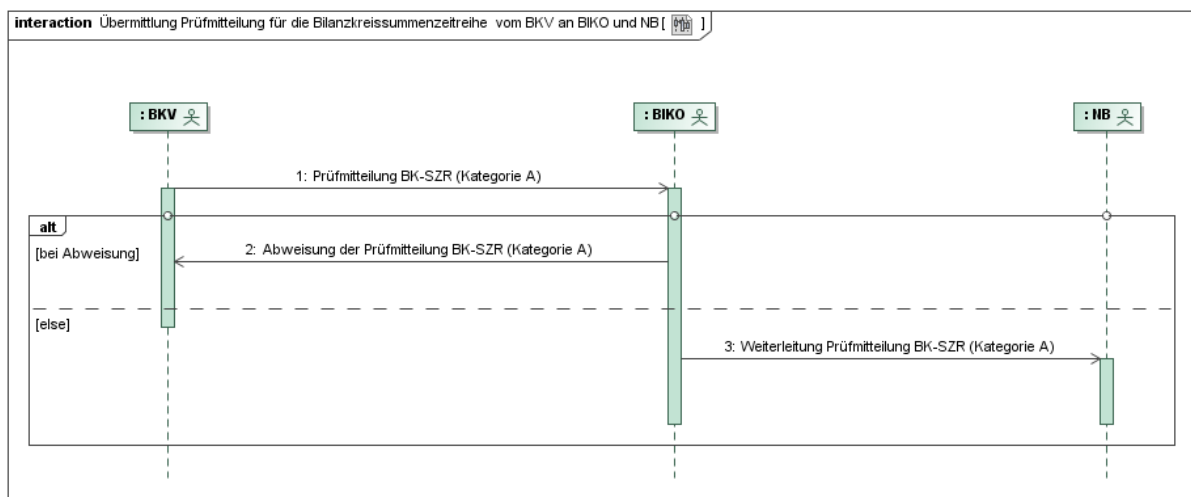 interaction Übermittlung Prüfmitteilung für die Bilanzkreissummenzeitreihe vom BKV an BIKO und NB[ ]
: BKV
: BIKO
: NB
1: Prüfmitteilung BK-SZR (Kategorie A)
alt
[bei Abweisung]
2: Abweisung der Prüfmitteilung BK-SZR (Kategorie A)
[else]
3: Weiterleitung Prüfmitteilung BK-SZR (Kategorie A)